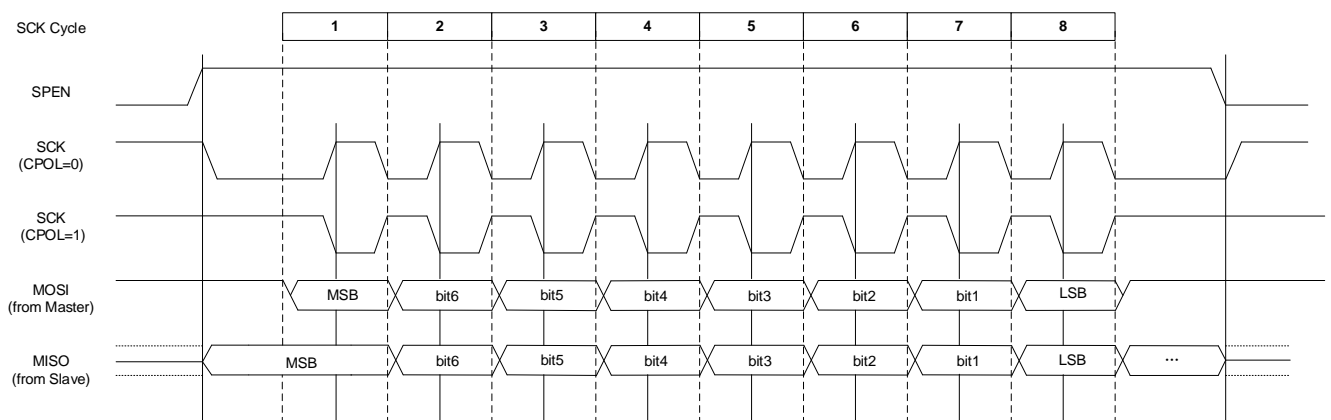 SCK Cycle 1 2 3 4 5 6 7 8
SPEN
SCK
(CPOL=0)
SCK
(CPOL=1)
MOSI
(from Master)
MSB bit6 bit5 bit4 bit3 bit2 bit1 LSB
MISO
(from Slave)
MSB bit6 bit5 bit4 bit3 bit2 bit1 LSB ...